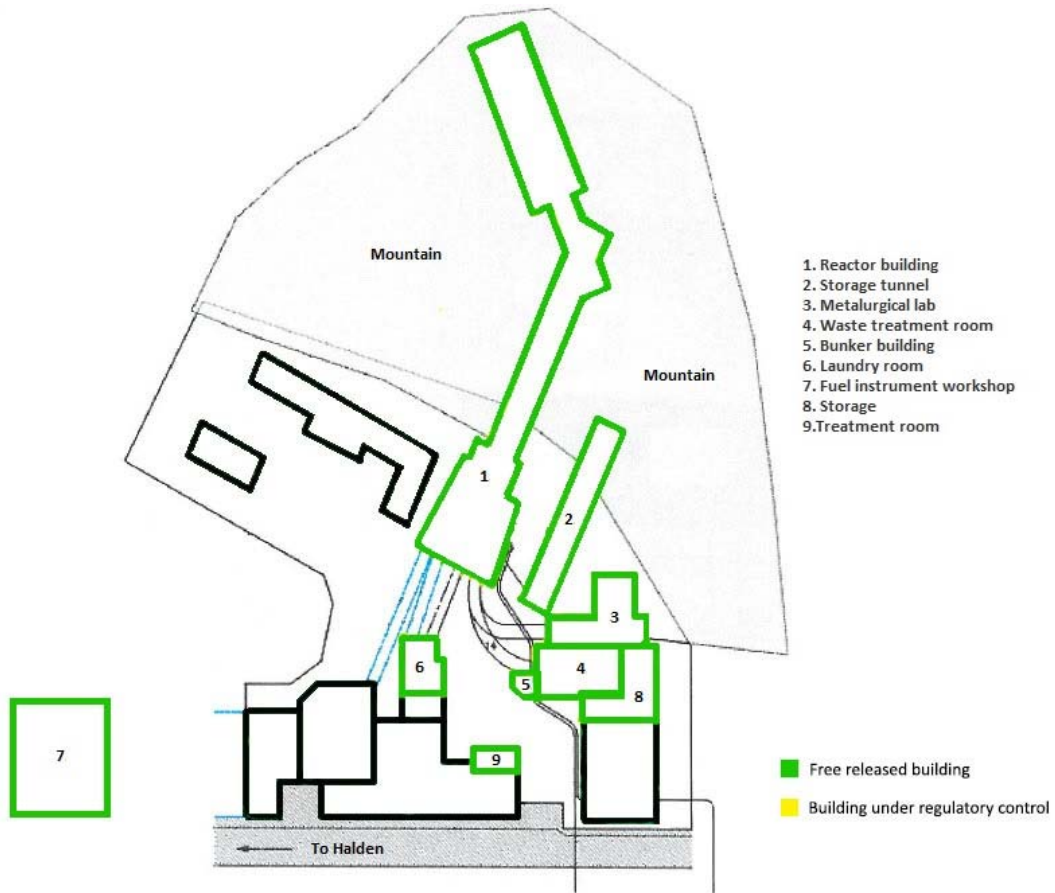 Mountain
1. Reactor building
2. Storage tunnel
3. Metalurgical lab
4. Waste treatment room
5. Bunker building
6. Laundry room
7. Fuel instrument workshop
8. Storage
9.Treatment room
Mountain
1
2
3
14
4
6
5
8
7
9
Free released building
Building under regulatory control
To Halden